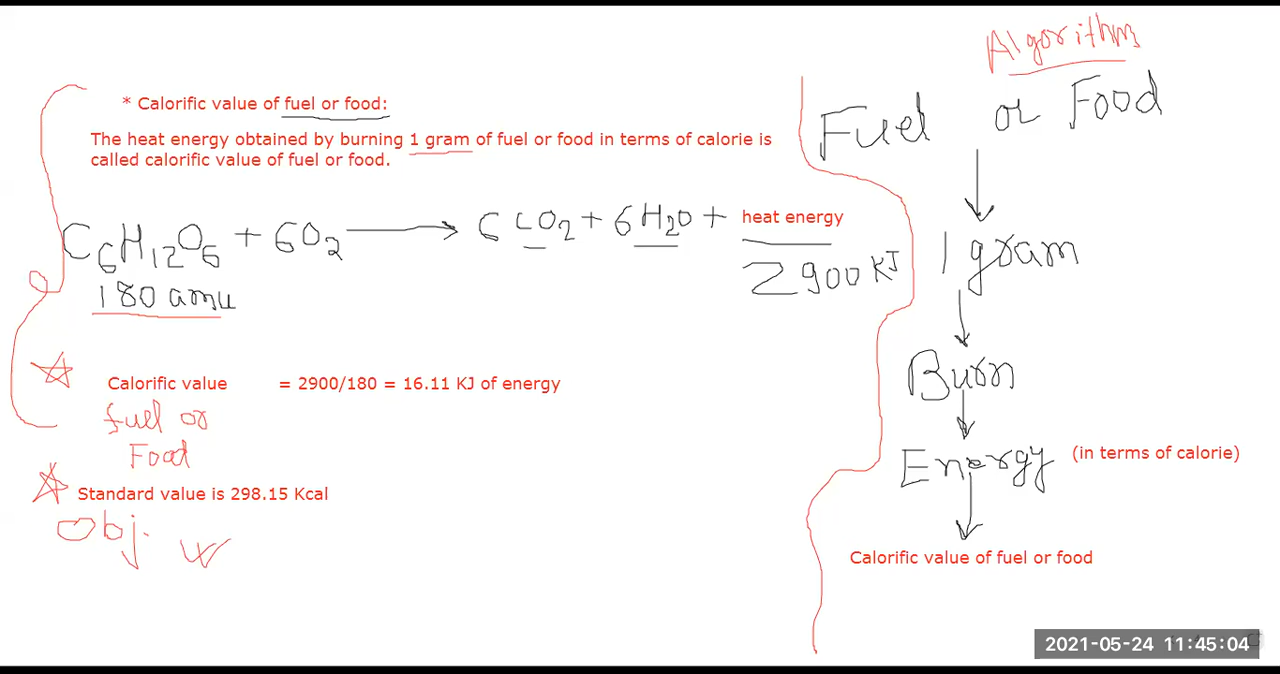 * Calorific value of fuel or food:
The heat energy obtained by burning 1 gram of fuel or food in terms of calorie is
called calorific value of fuel or food.
C6H12O6 + 6O2 → 6CO2 + 6H2O + heat energy
180 amu
2900 KJ
Calorific value = 2900/180 = 16.11 KJ of energy
fuel or
Food
Standard value is 298.15 Kcal
Obj.
Algorithm
Fuel or Food
1 gram
Burn
Energy (in terms of calorie)
Calorific value of fuel or food
2021-05-24 11:45:04